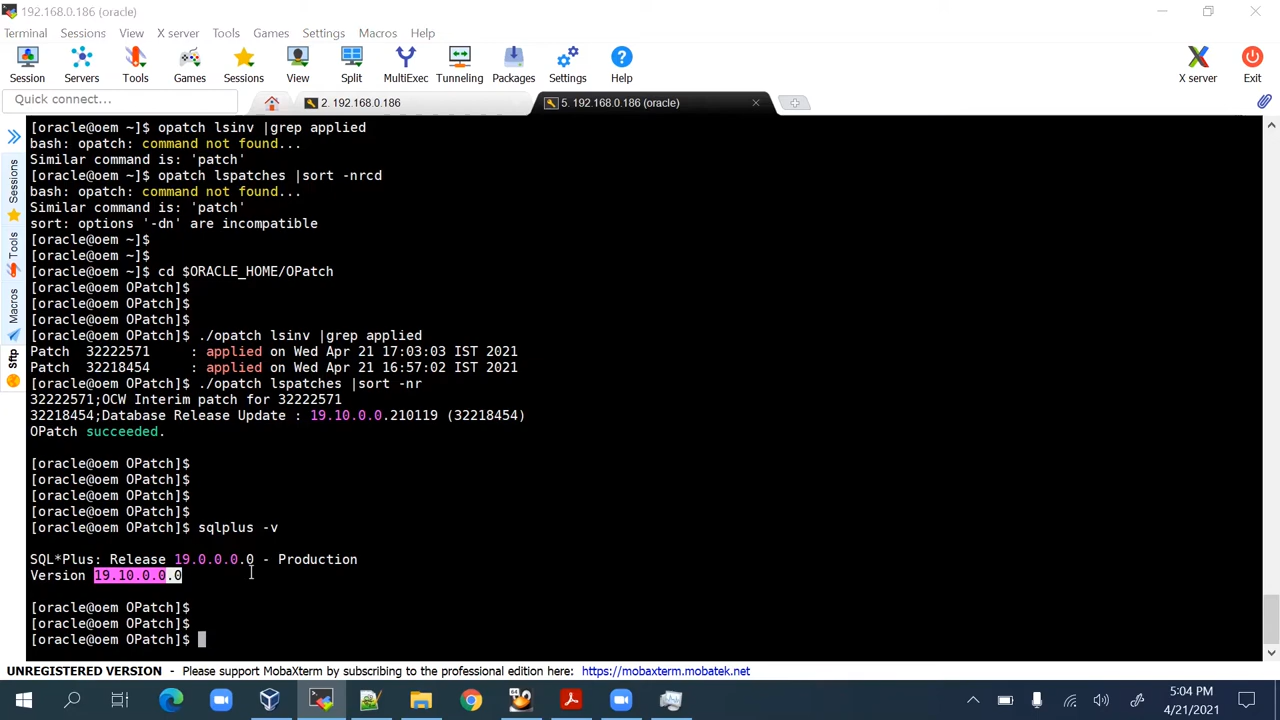 192.168.0.186 (oracle)
Terminal Sessions View X server Tools Games Settings Macros Help
Session Servers Tools Games Sessions View Split MultiExec Tunneling Packages Settings Help X server Exit
Quick connect... 2. 192.168.0.186 5. 192.168.0.186 (oracle)
Sessions
Tools
Macros
Sftp
[oracle@oem ~]$ opatch lsinv |grep applied
bash: opatch: command not found...
Similar command is: 'patch'
[oracle@oem ~]$ opatch lspatches |sort -nrcd
bash: opatch: command not found...
Similar command is: 'patch'
sort: options '-dn' are incompatible
[oracle@oem ~]$
[oracle@oem ~]$
[oracle@oem ~]$ cd $ORACLE_HOME/OPatch
[oracle@oem OPatch]$
[oracle@oem OPatch]$
[oracle@oem OPatch]$
[oracle@oem OPatch]$ ./opatch lsinv |grep applied
Patch 32222571 : applied on Wed Apr 21 17:03:03 IST 2021
Patch 32218454 : applied on Wed Apr 21 16:57:02 IST 2021
[oracle@oem OPatch]$ ./opatch lspatches |sort -nr
32222571;OCW Interim patch for 32222571
32218454;Database Release Update : 19.10.0.0.210119 (32218454)
OPatch succeeded.
[oracle@oem OPatch]$
[oracle@oem OPatch]$
[oracle@oem OPatch]$
[oracle@oem OPatch]$
[oracle@oem OPatch]$ sqlplus -v
SQL*Plus: Release 19.0.0.0.0 - Production
Version 19.10.0.0.0
[oracle@oem OPatch]$
[oracle@oem OPatch]$
[oracle@oem OPatch]$
UNREGISTERED VERSION - Please support MobaXterm by subscribing to the professional edition here: https://mobaxterm.mobatek.net
5:04 PM
4/21/2021